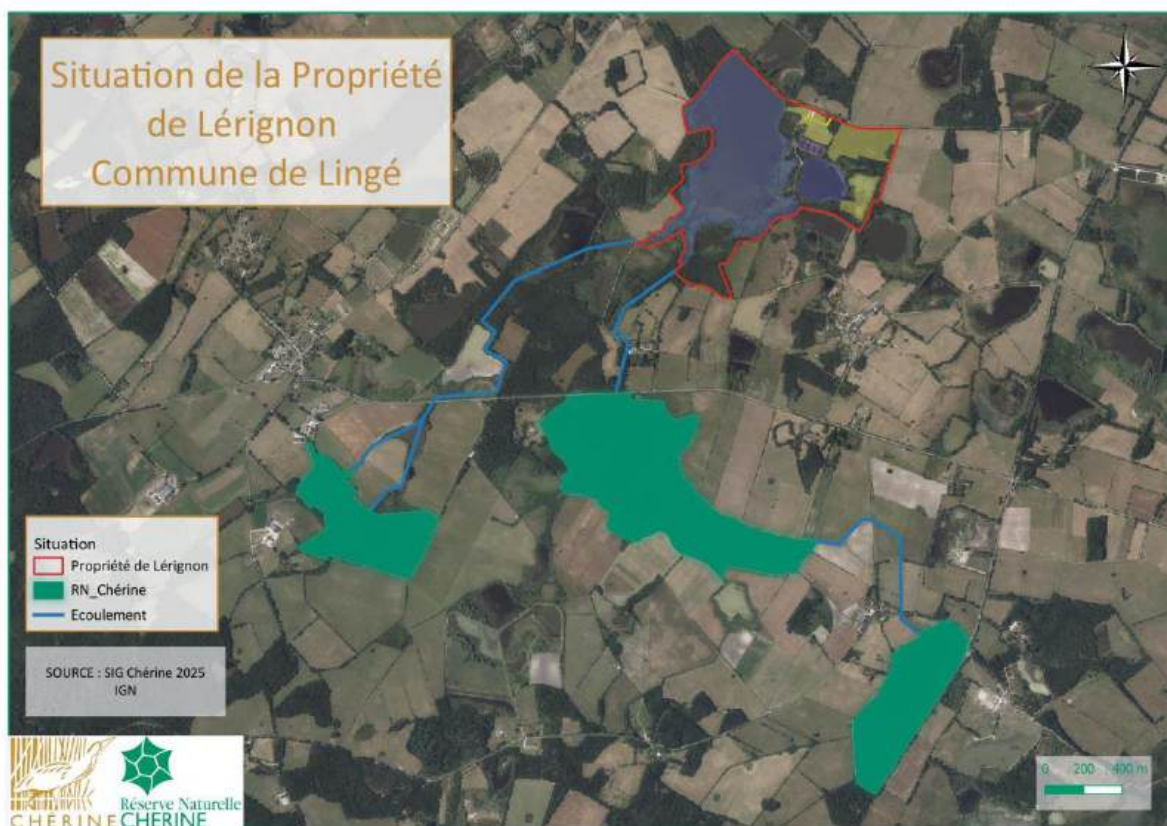 Situation de la Propriété
de Lérignon
Commune de Lingé
Situation
Propriété de Lérignon
RN_Chérine
Ecoulement
SOURCE : SIG Chérine 2025
IGN
CHÉRINE
Réserve Naturelle
CHERINE
0 200 400 m